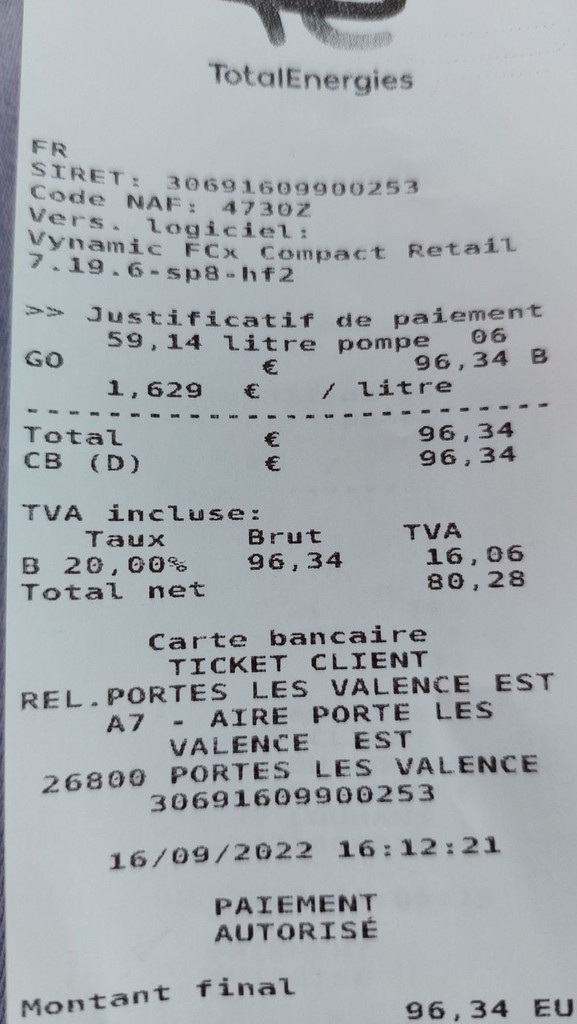 TotalEnergies
FR
SIRET: 30691609900253
Code NAF: 4730Z
Vers. logiciel:
Vynamic FCx Compact Retail
7.19.6-sp8-hf2
>> Justificatif de paiement
59,14 litre pompe 06
GO € 96,34 B
1,629 € / litre
--------------------------------
Total € 96,34
CB (D) € 96,34
TVA incluse:
Taux Brut TVA
B 20,00% 96,34 16,06
Total net 80,28
Carte bancaire
TICKET CLIENT
REL.PORTES LES VALENCE EST
A7 - AIRE PORTE LES
VALENCE EST
26800 PORTES LES VALENCE
30691609900253
16/09/2022 16:12:21
PAIEMENT
AUTORISÉ
Montant final
96,34 EU